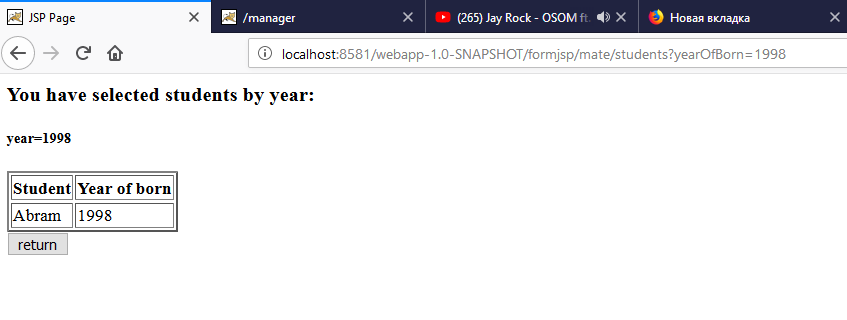 JSP Page
/manager
(265) Jay Rock - OSOM ft.
Новая вкладка
localhost:8581/webapp-1.0-SNAPSHOT/formjsp/mate/students?yearOfBorn=1998
You have selected students by year:
year=1998
Student Year of born
Abram 1998
return